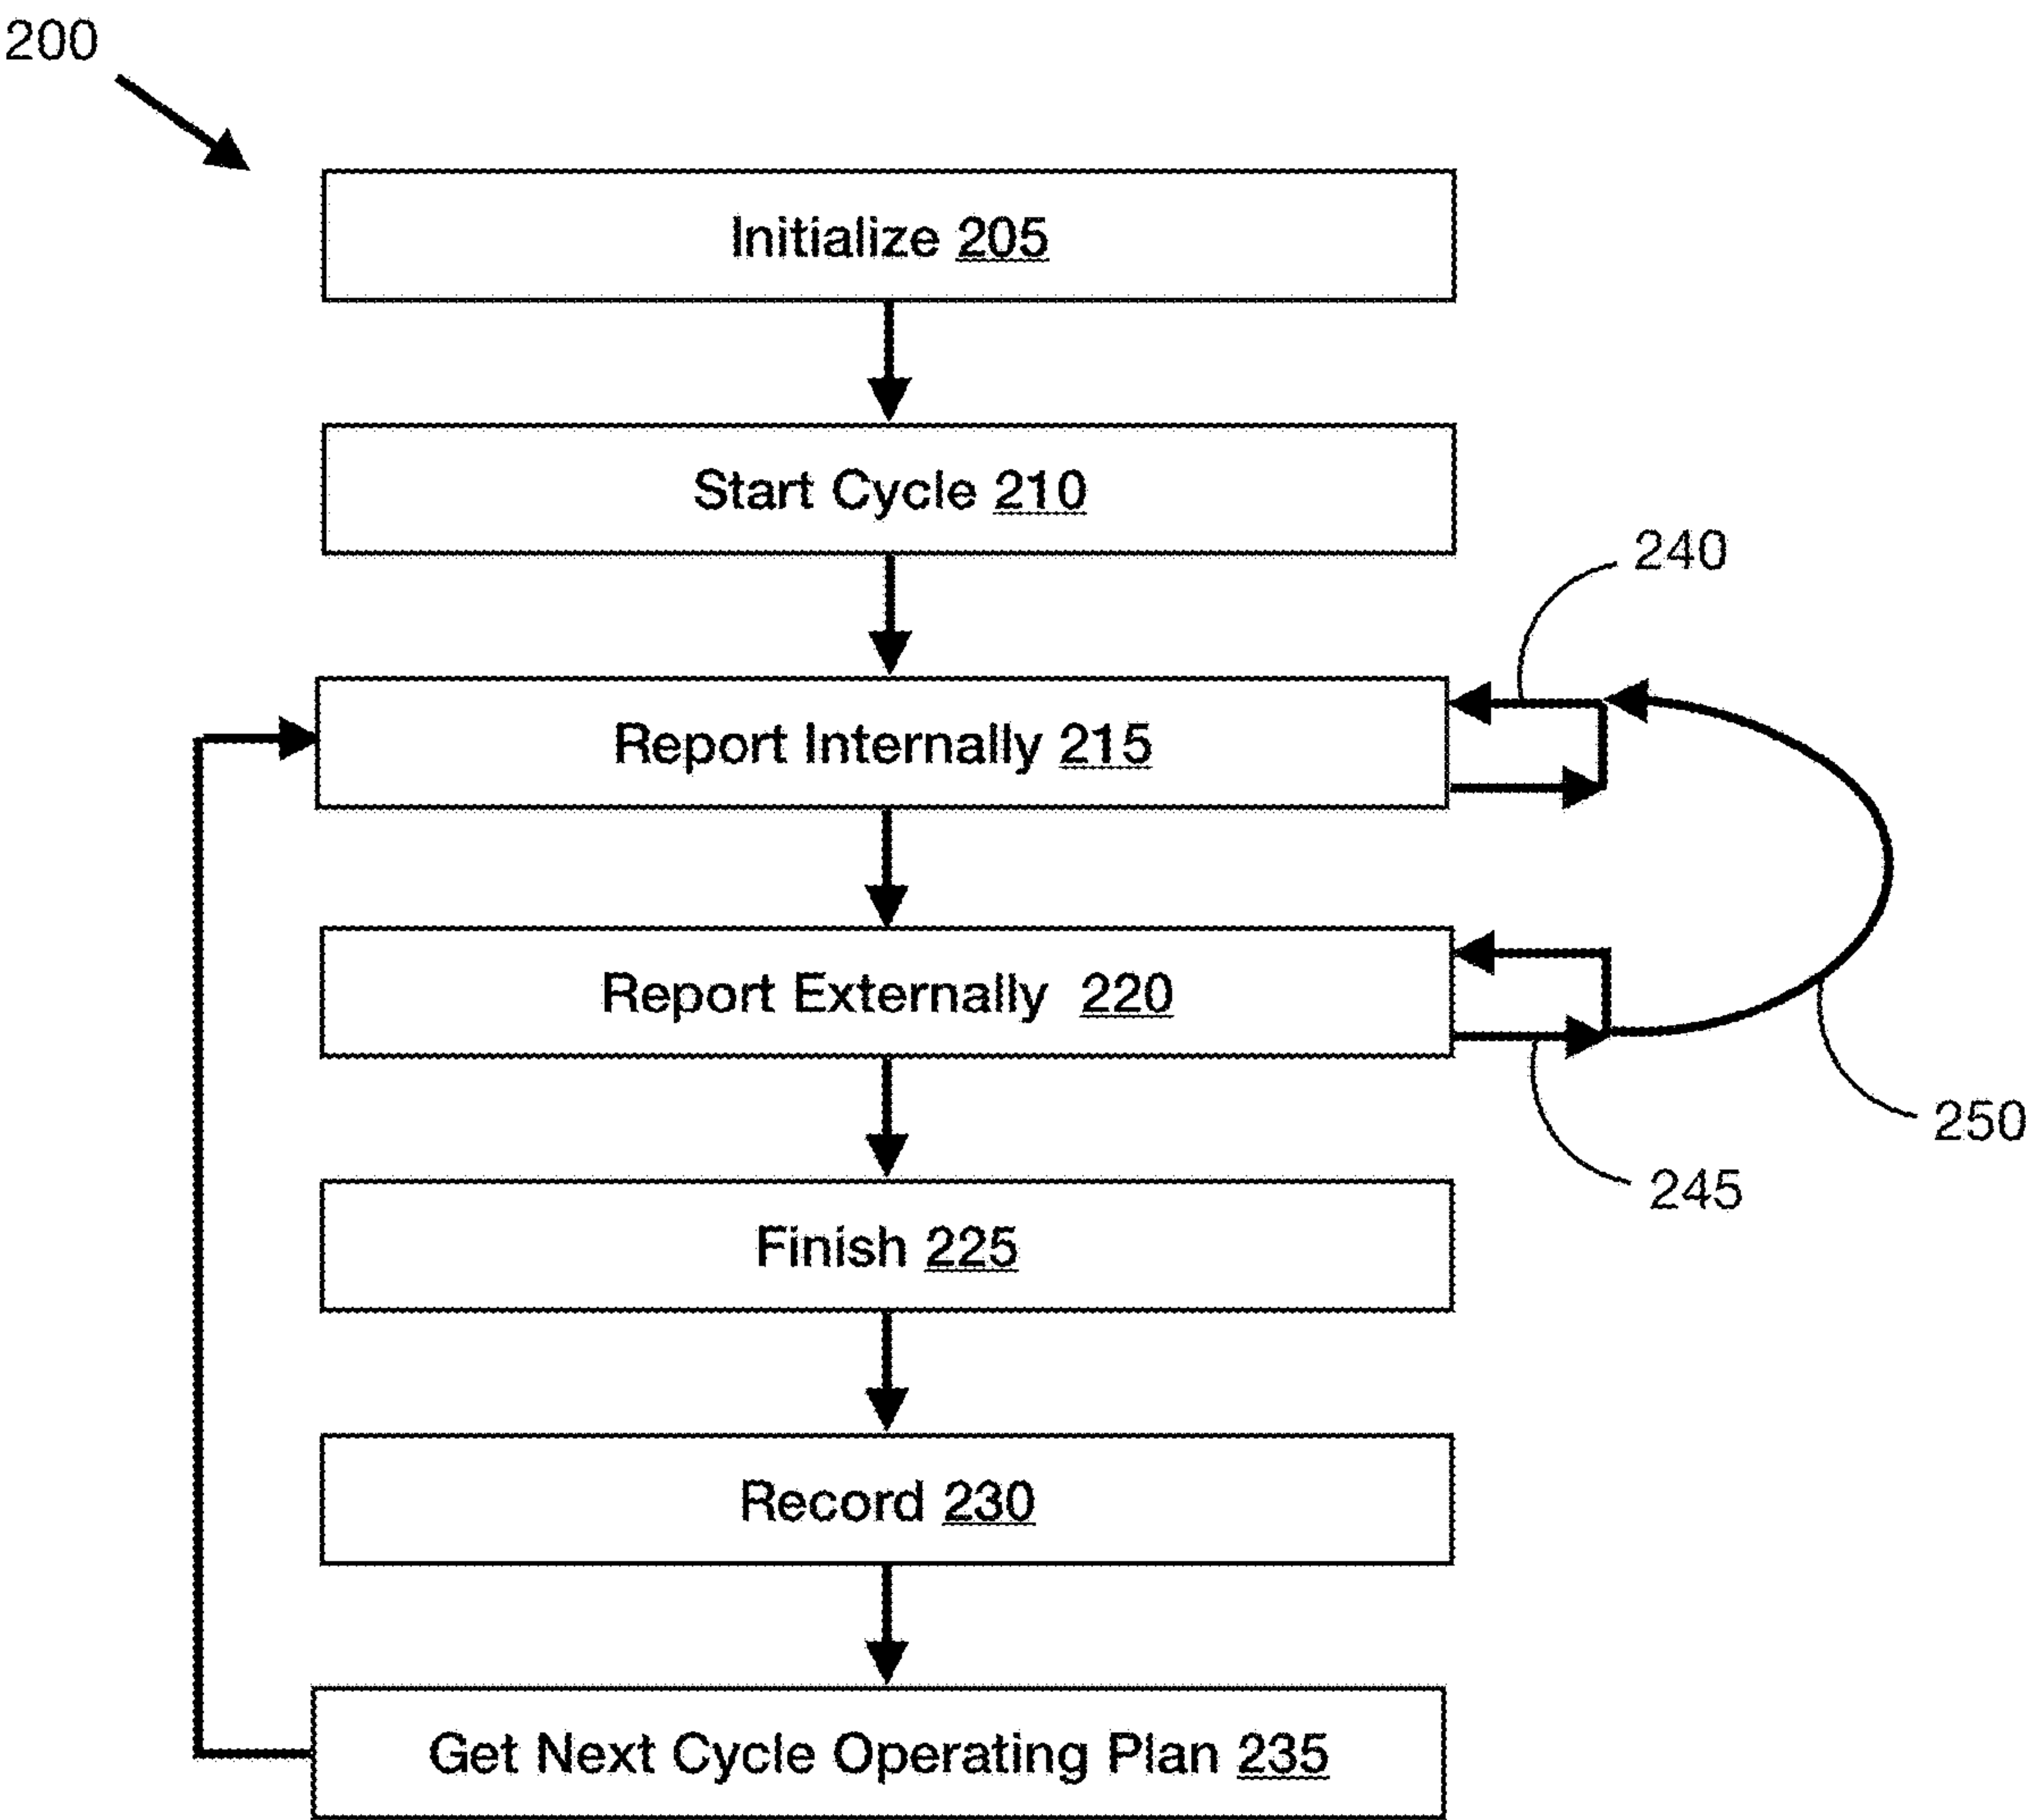 200
Initialize 205
Start Cycle 210
240
Report Internally 215
Report Externally 220
250
245
Finish 225
Record 230
Get Next Cycle Operating Plan 235